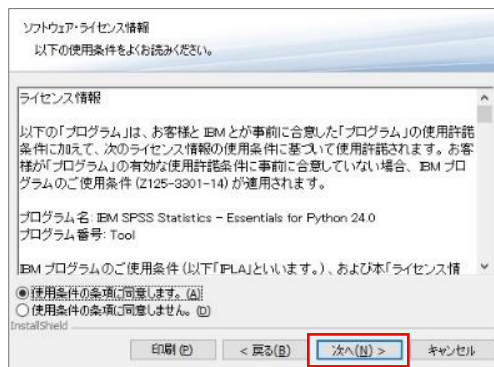 ソフトウェア・ライセンス情報
以下の使用条件をよくお読みください。
ライセンス情報
以下の「プログラム」は、お客様と IBM とが事前に合意した「プログラム」の使用許諾
条件に加えて、次のライセンス情報の使用条件に基づいて使用許諾されます。お客
様が「プログラム」の有効な使用許諾条件に事前に合意していない場合、IBM プロ
グラムのご使用条件 (Z125-3301-14) が適用されます。
プログラム名: IBM SPSS Statistics - Essentials for Python 24.0
プログラム番号: Tool
IBM プログラムのご使用条件 (以下「IPLA」といいます。)、および本「ライセンス情
使用条件の条項に同意します。(A)
使用条件の条項に同意しません。(D)
InstallShield
印刷(P) < 戻る(B) 次へ(N) > キャンセル